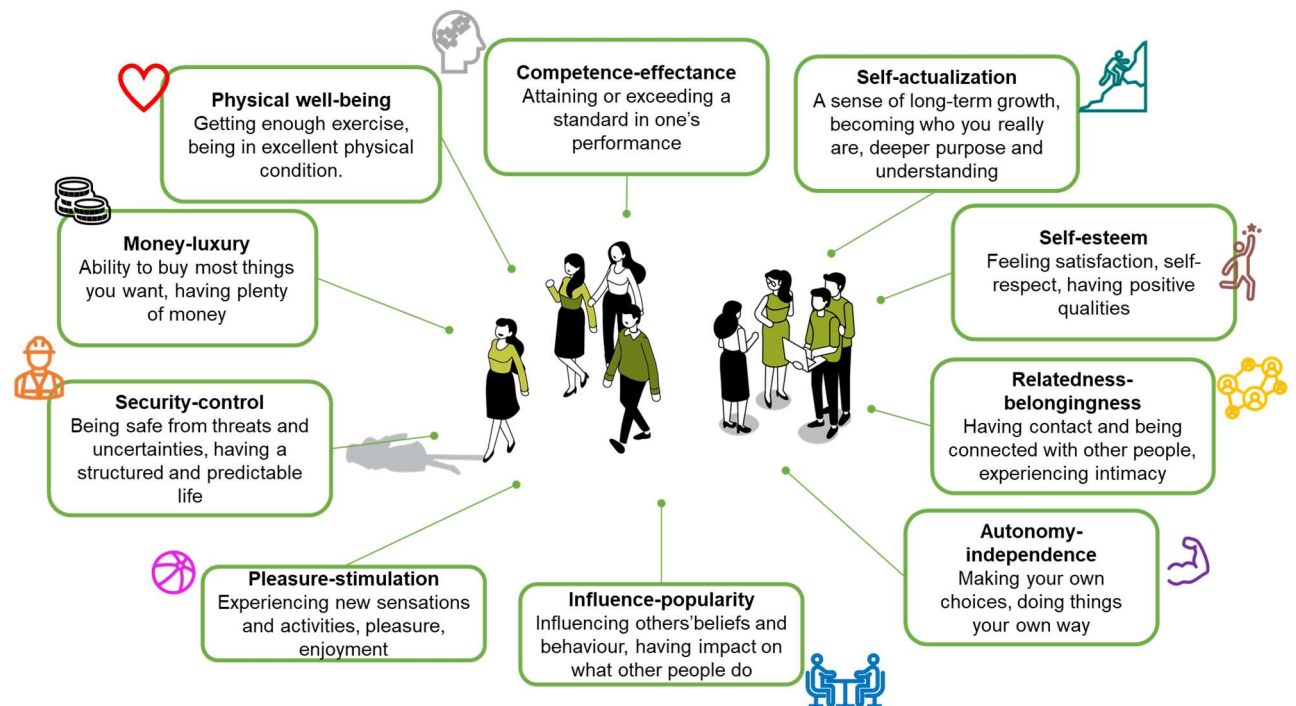 Physical well-being
Getting enough exercise,
being in excellent physical
condition.
Competence-effectance
Attaining or exceeding a
standard in one’s
performance
Self-actualization
A sense of long-term growth,
becoming who you really
are, deeper purpose and
understanding
Money-luxury
Ability to buy most things
you want, having plenty
of money
Self-esteem
Feeling satisfaction, self-
respect, having positive
qualities
Security-control
Being safe from threats and
uncertainties, having a
structured and predictable
life
Relatedness-
belongingness
Having contact and being
connected with other people,
experiencing intimacy
Pleasure-stimulation
Experiencing new sensations
and activities, pleasure,
enjoyment
Influence-popularity
Influencing others’beliefs and
behaviour, having impact on
what other people do
Autonomy-
independence
Making your own
choices, doing things
your own way